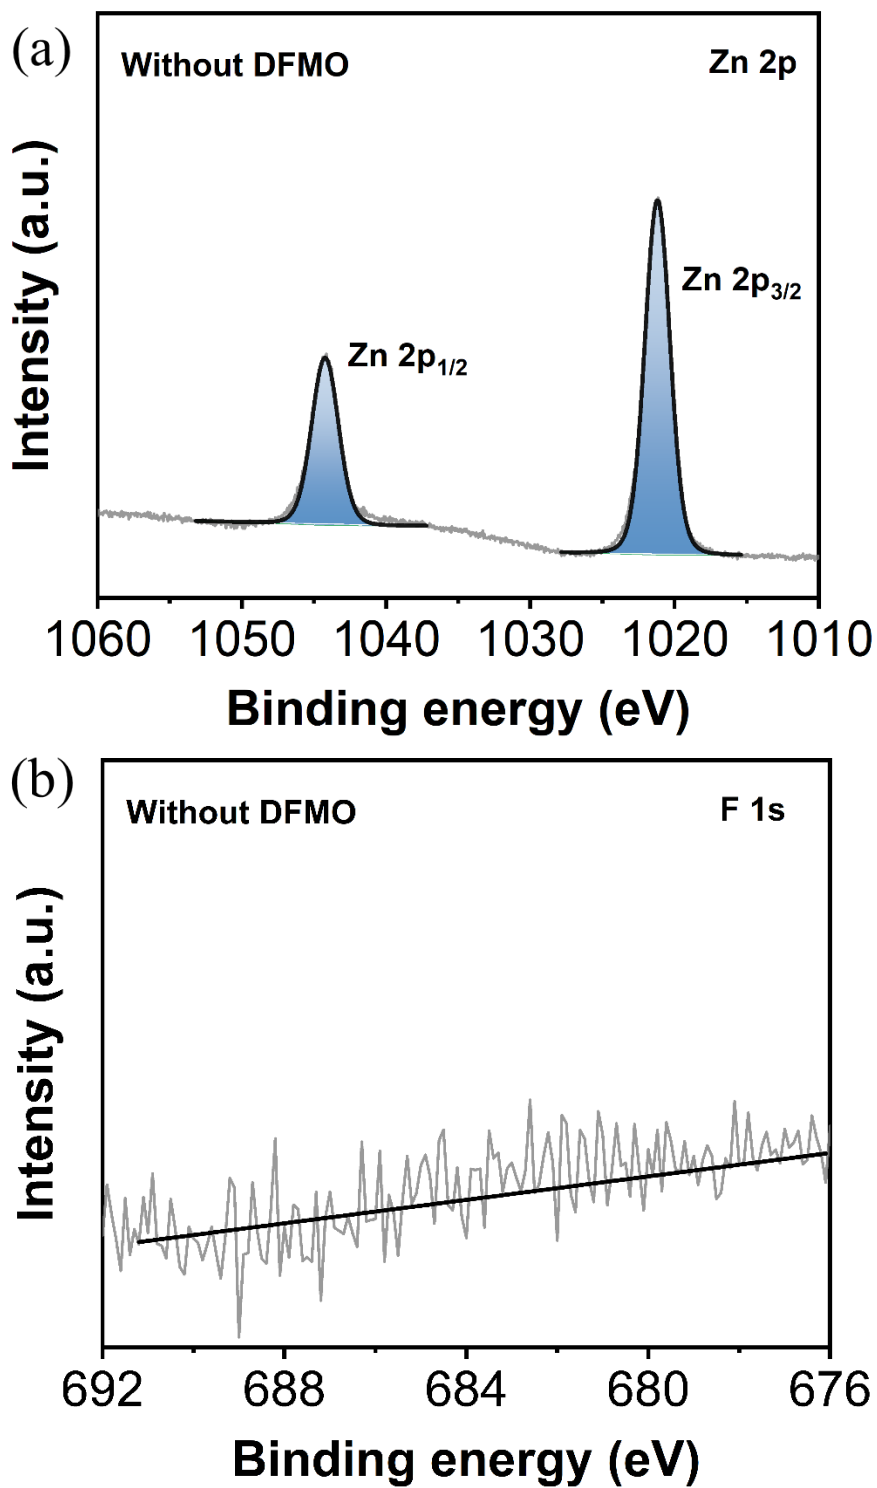 (a)
Without DFMO
Zn 2p
Zn 2p3/2
Zn 2p1/2
Intensity (a.u.)
1060 1050 1040 1030 1020 1010
Binding energy (eV)
(b)
Without DFMO
F 1s
Intensity (a.u.)
692 688 684 680 676
Binding energy (eV)